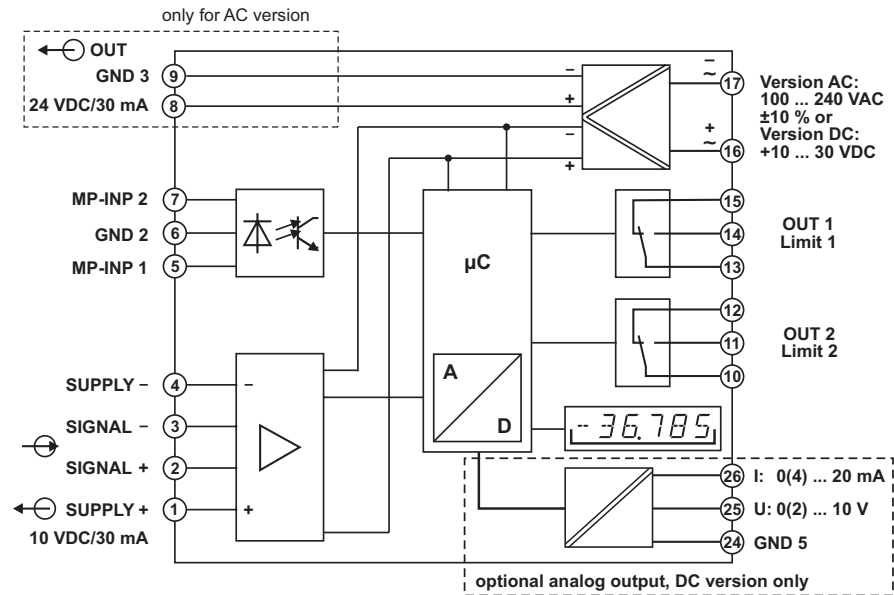 only for AC version
OUT
GND 3
9
24 VDC/30 mA
8
−
+
−
+
−
~
17
+
~
16
Version AC:
100 ... 240 VAC
±10 % or
Version DC:
+10 ... 30 VDC
MP-INP 2
7
GND 2
6
MP-INP 1
5
µC
A
D
15
14
13
OUT 1
Limit 1
12
11
10
OUT 2
Limit 2
SUPPLY −
4
−
SIGNAL −
3
SIGNAL +
2
SUPPLY +
1
+
10 VDC/30 mA
-36.785
26
I: 0(4) ... 20 mA
25
U: 0(2) ... 10 V
24
GND 5
optional analog output, DC version only